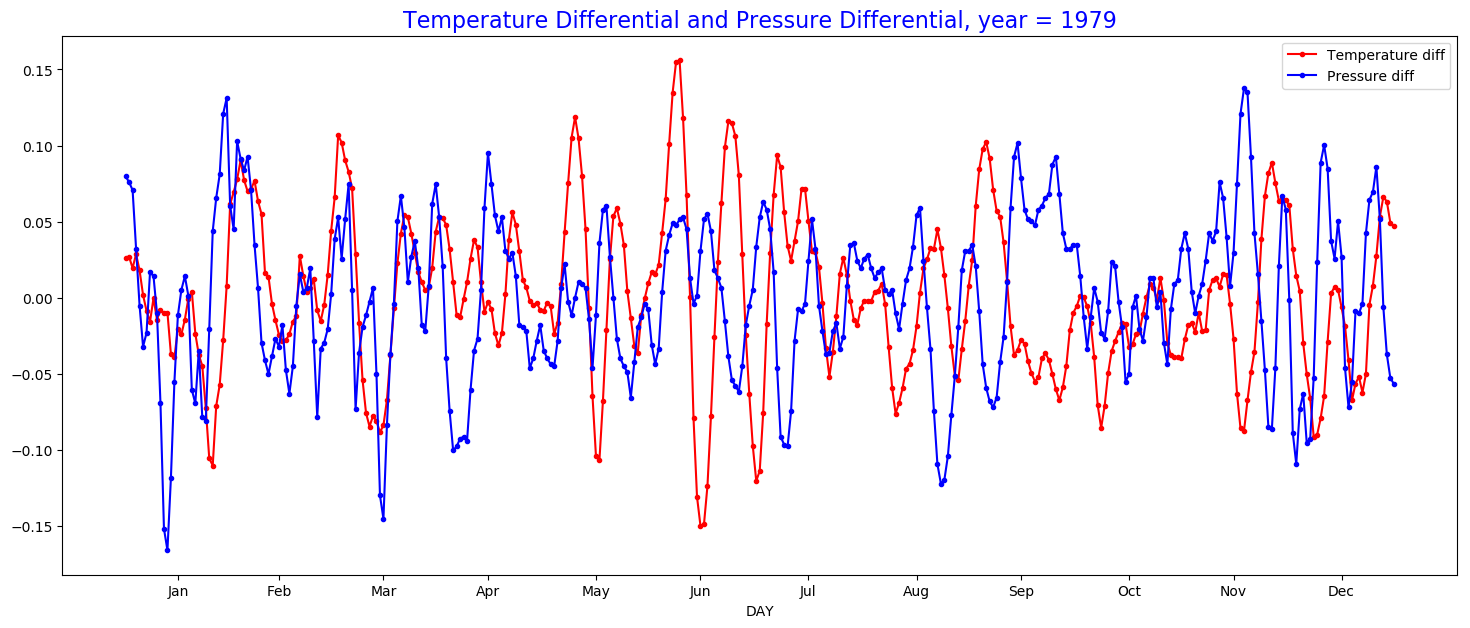 Temperature Differential and Pressure Differential, year = 1979
Temperature diff
Pressure diff
0.15
0.10
0.05
0.00
−0.05
−0.10
−0.15
Jan Feb Mar Apr May Jun Jul Aug Sep Oct Nov Dec
DAY